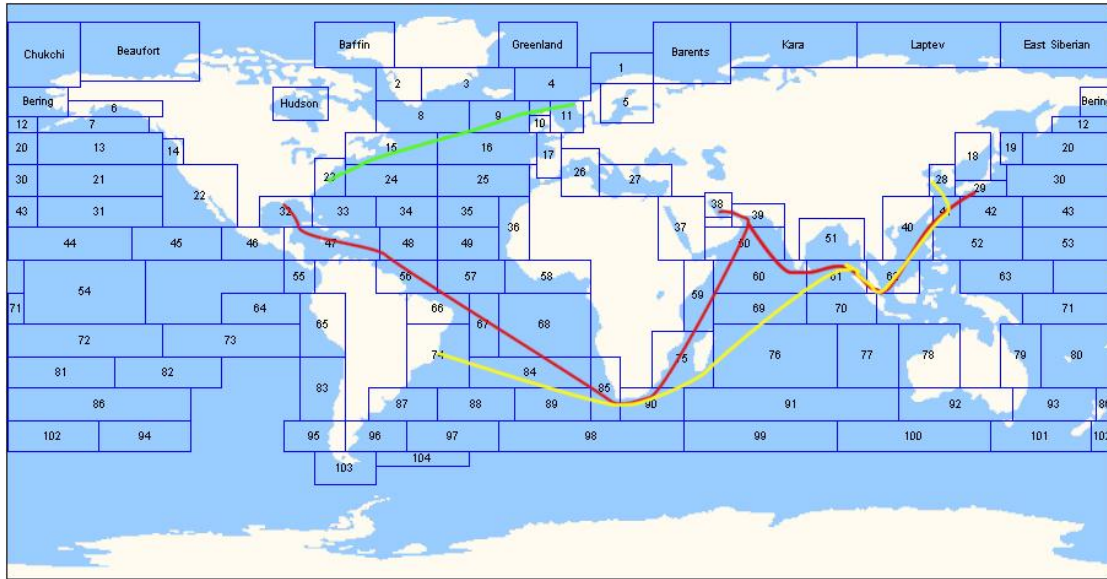 Chukchi Beaufort Baffin Greenland Barents Kara Laptev East Siberian
1
2 3 4
Bering 6 Hudson 8 9 10 11 5 Bering
12 7 12
20 13 14 15 16 17 18 19 20
30 21 22 23 24 25 26 27 28 29 30
43 31 32 33 34 35 36 37 38 39 40 41 42 43
44 45 46 47 48 49 50 51 52 53
54 55 56 57 58 59 60 61 62 63
71 64 65 66 67 68 69 70 71
72 73 74 75 76 77 78 79 80
81 82 83 84 85
86 87 88 89 90 91 92 93 86
102 94 95 96 97 98 99 100 101 102
103 104